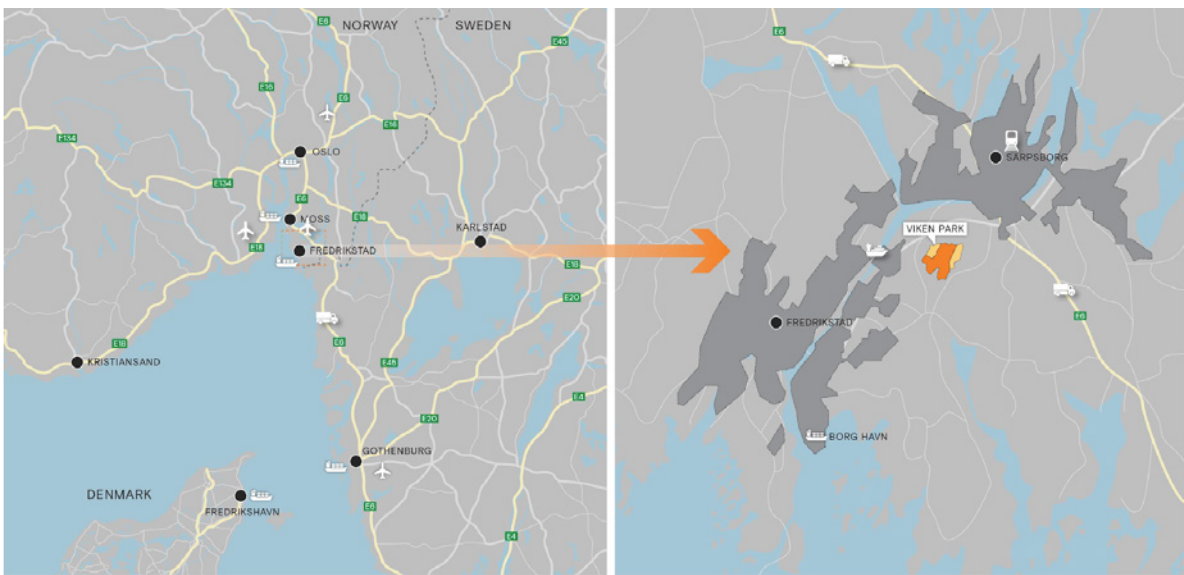 NORWAY
SWEDEN
E6
E45
E16
E6
E16
E134
OSLO
E134
E6
MOSS
E18
KARLSTAD
E18
FREDRIKSTAD
E18
E20
E18
E6
KRISTIANSAND
E45
E4
E20
GOTHENBURG
DENMARK
FREDRIKSHAVN
E6
E4
E6
SARPSBORG
VIKEN PARK
E6
FREDRIKSTAD
BORG HAVN